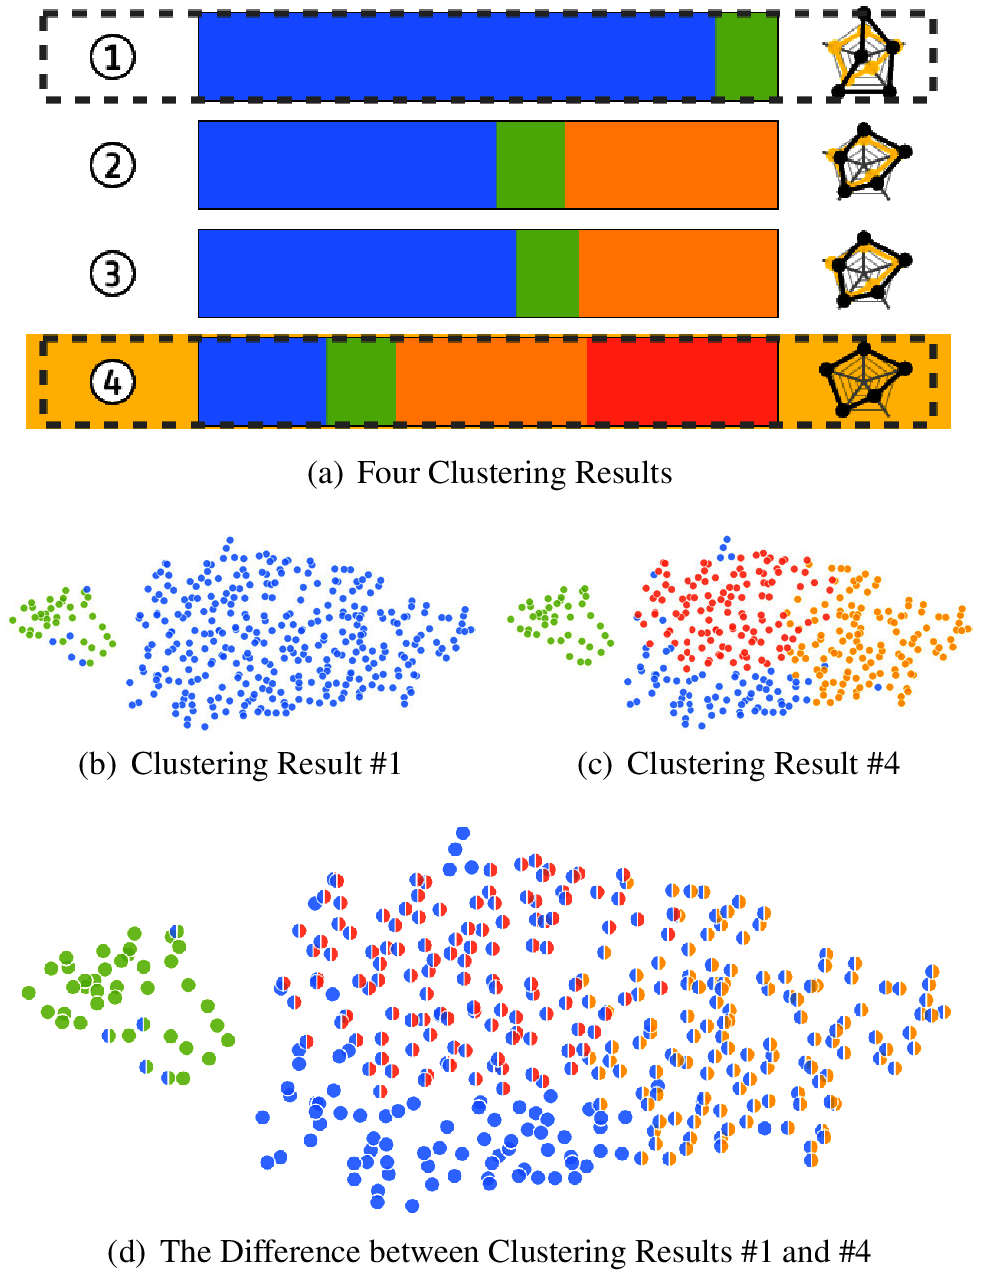 1
2
3
4
(a) Four Clustering Results
(b) Clustering Result #1
(c) Clustering Result #4
(d) The Difference between Clustering Results #1 and #4